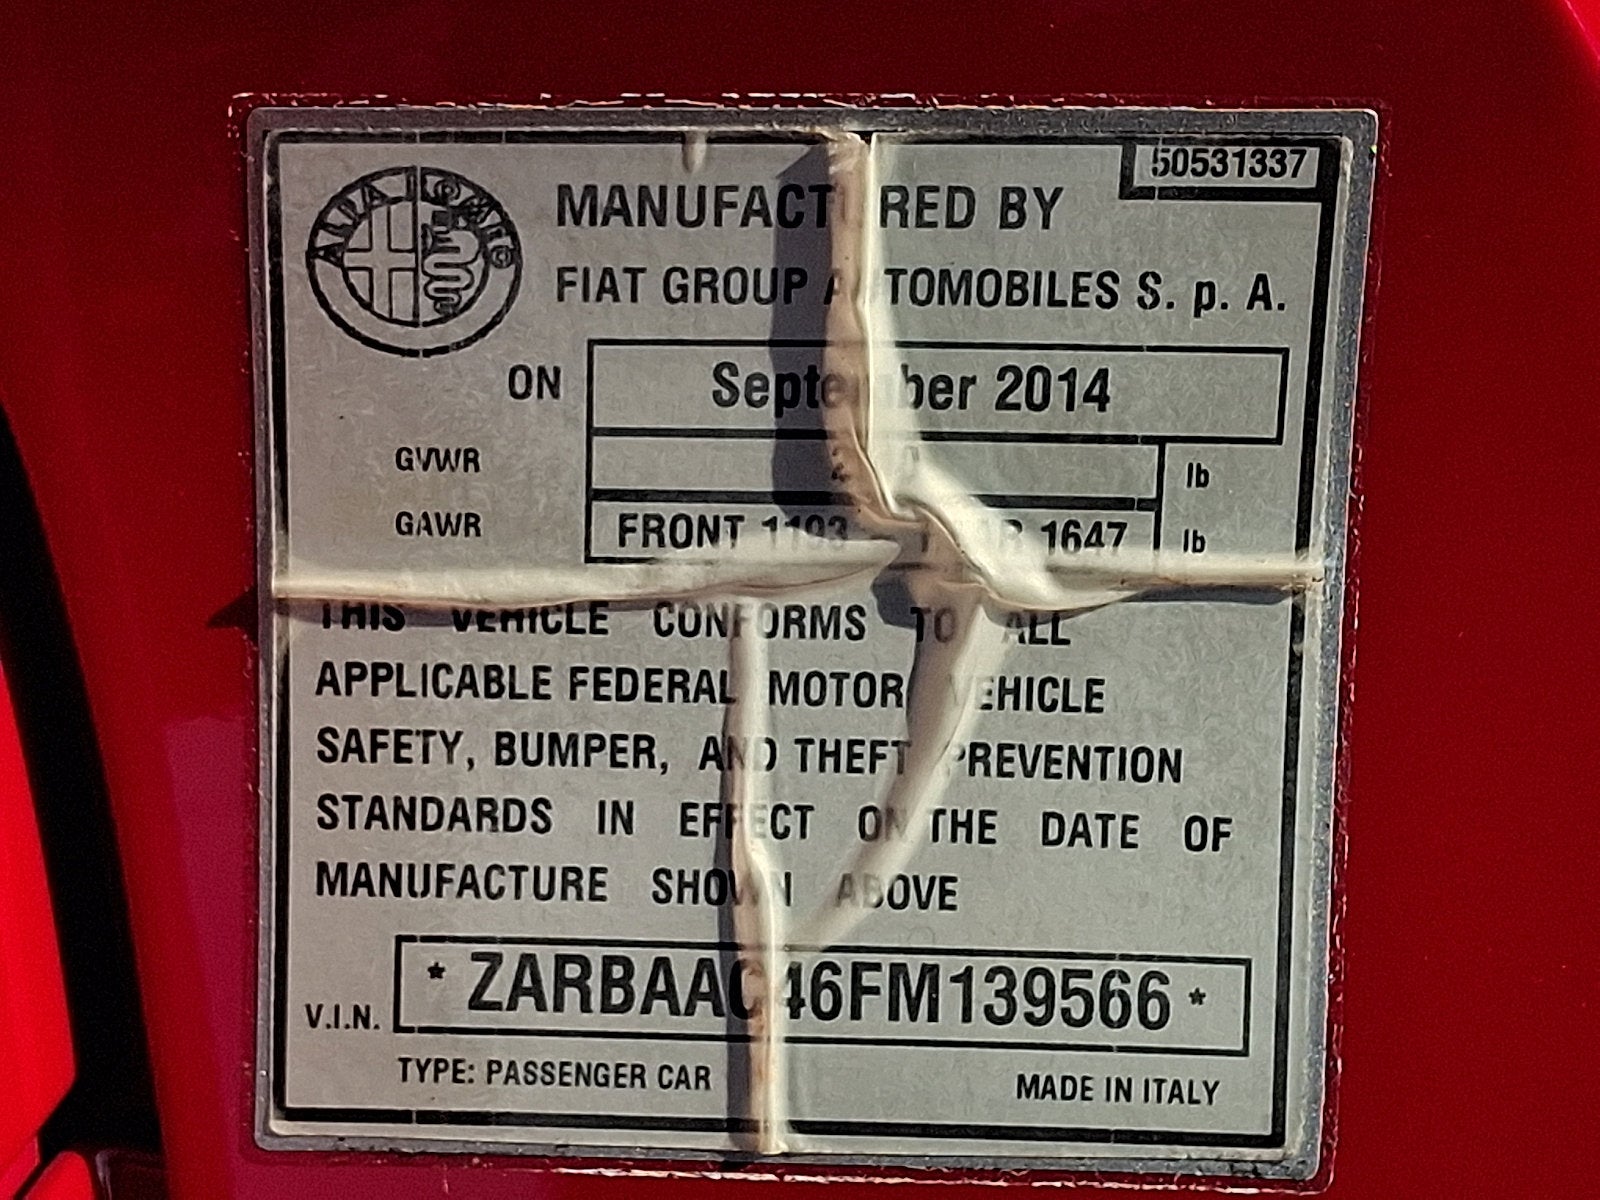 50531337
ALFA ROMEO
MANUFACTURED BY
FIAT GROUP AUTOMOBILES S. p. A.
ON September 2014
GVWR lb
GAWR FRONT 1193 REAR 1647 lb
THIS VEHICLE CONFORMS TO ALL
APPLICABLE FEDERAL MOTOR VEHICLE
SAFETY, BUMPER, AND THEFT PREVENTION
STANDARDS IN EFFECT ON THE DATE OF
MANUFACTURE SHOWN ABOVE
V.I.N. * ZARBAAC46FM139566 *
TYPE: PASSENGER CAR MADE IN ITALY